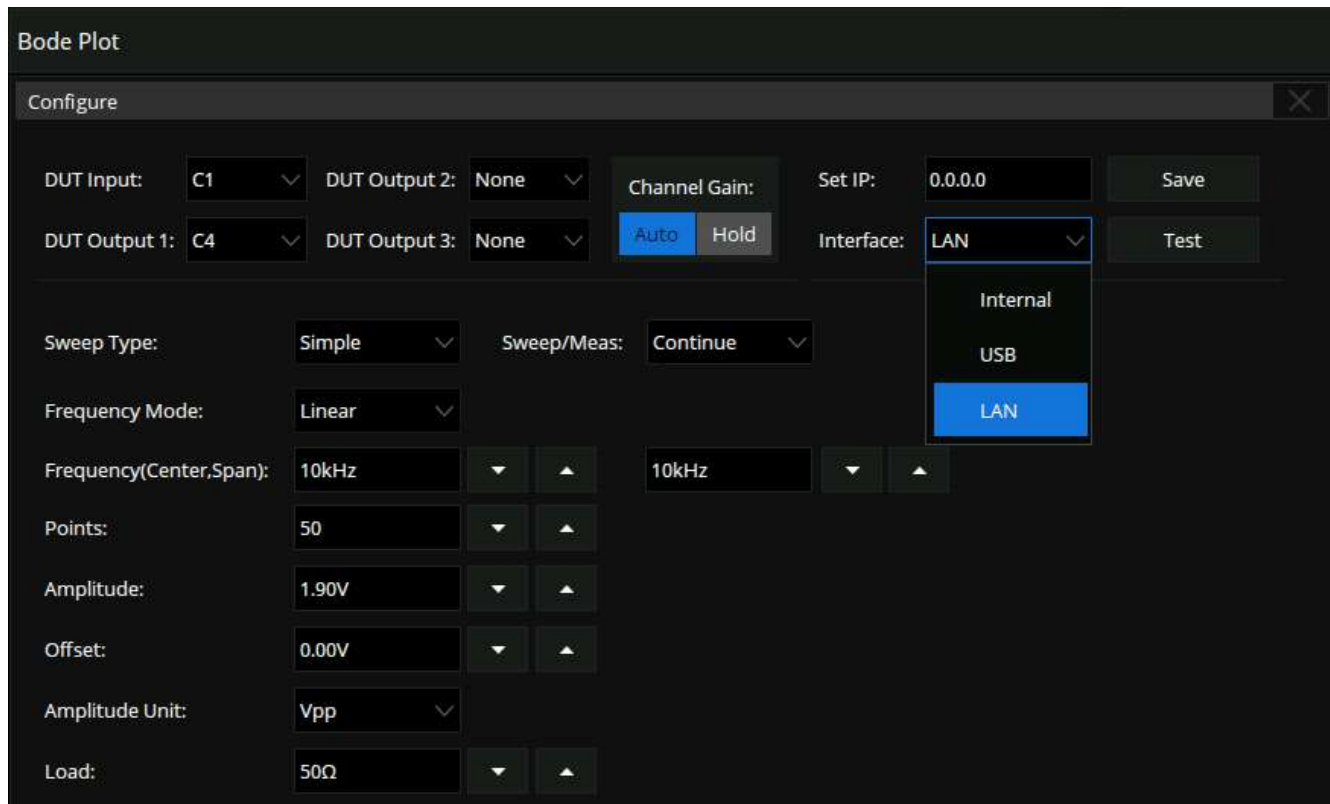 Bode Plot
Configure
DUT Input: C1 DUT Output 2: None Channel Gain: Set IP: 0.0.0.0 Save
DUT Output 1: C4 DUT Output 3: None Auto Hold Interface: LAN Test
Internal
Sweep Type: Simple Sweep/Meas: Continue USB
Frequency Mode: Linear LAN
Frequency(Center,Span): 10kHz 10kHz
Points: 50
Amplitude: 1.90V
Offset: 0.00V
Amplitude Unit: Vpp
Load: 50Ω